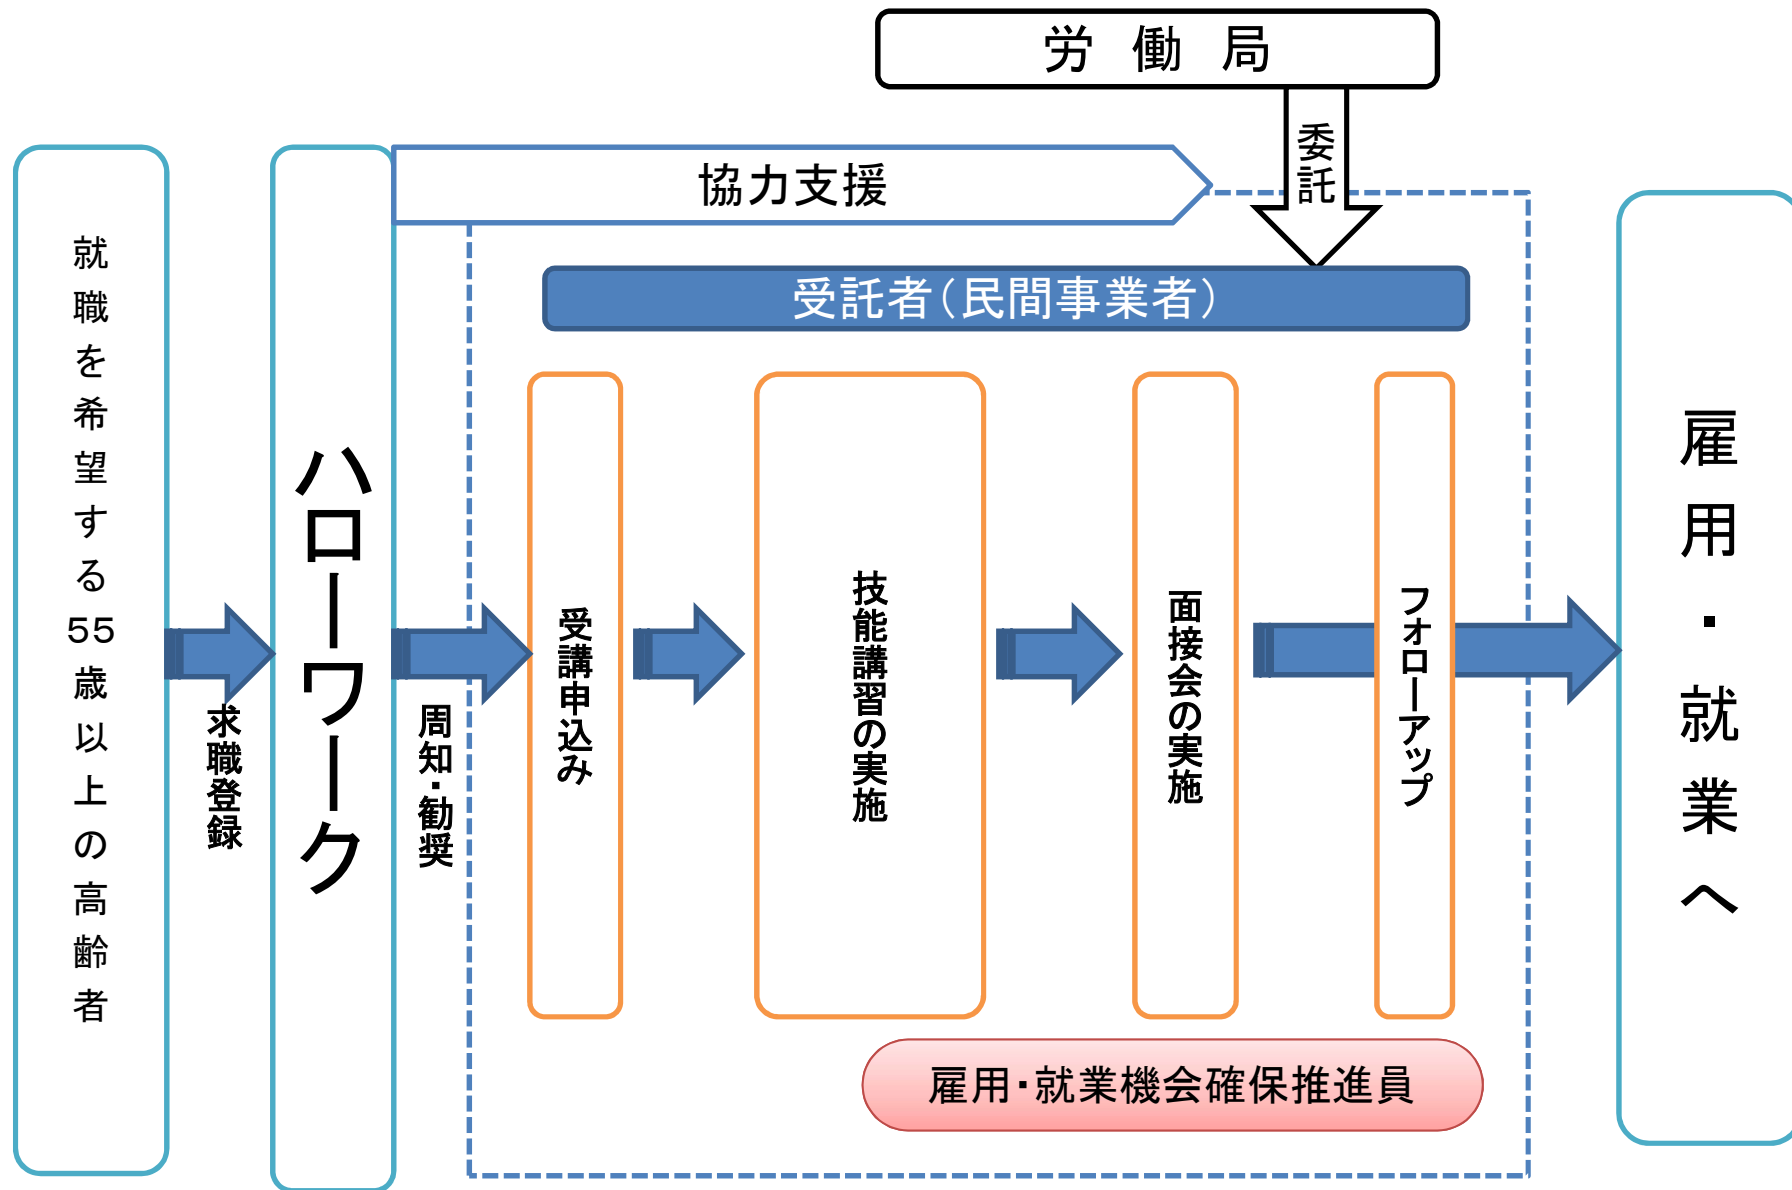 労 働 局
委託
協力支援
受託者（民間事業者）
就職を希望する55歳以上の高齢者
求職登録
ハローワーク
周知・勧奨
受講申込み
技能講習の実施
面接会の実施
フォローアップ
雇用・就業へ
雇用・就業機会確保推進員